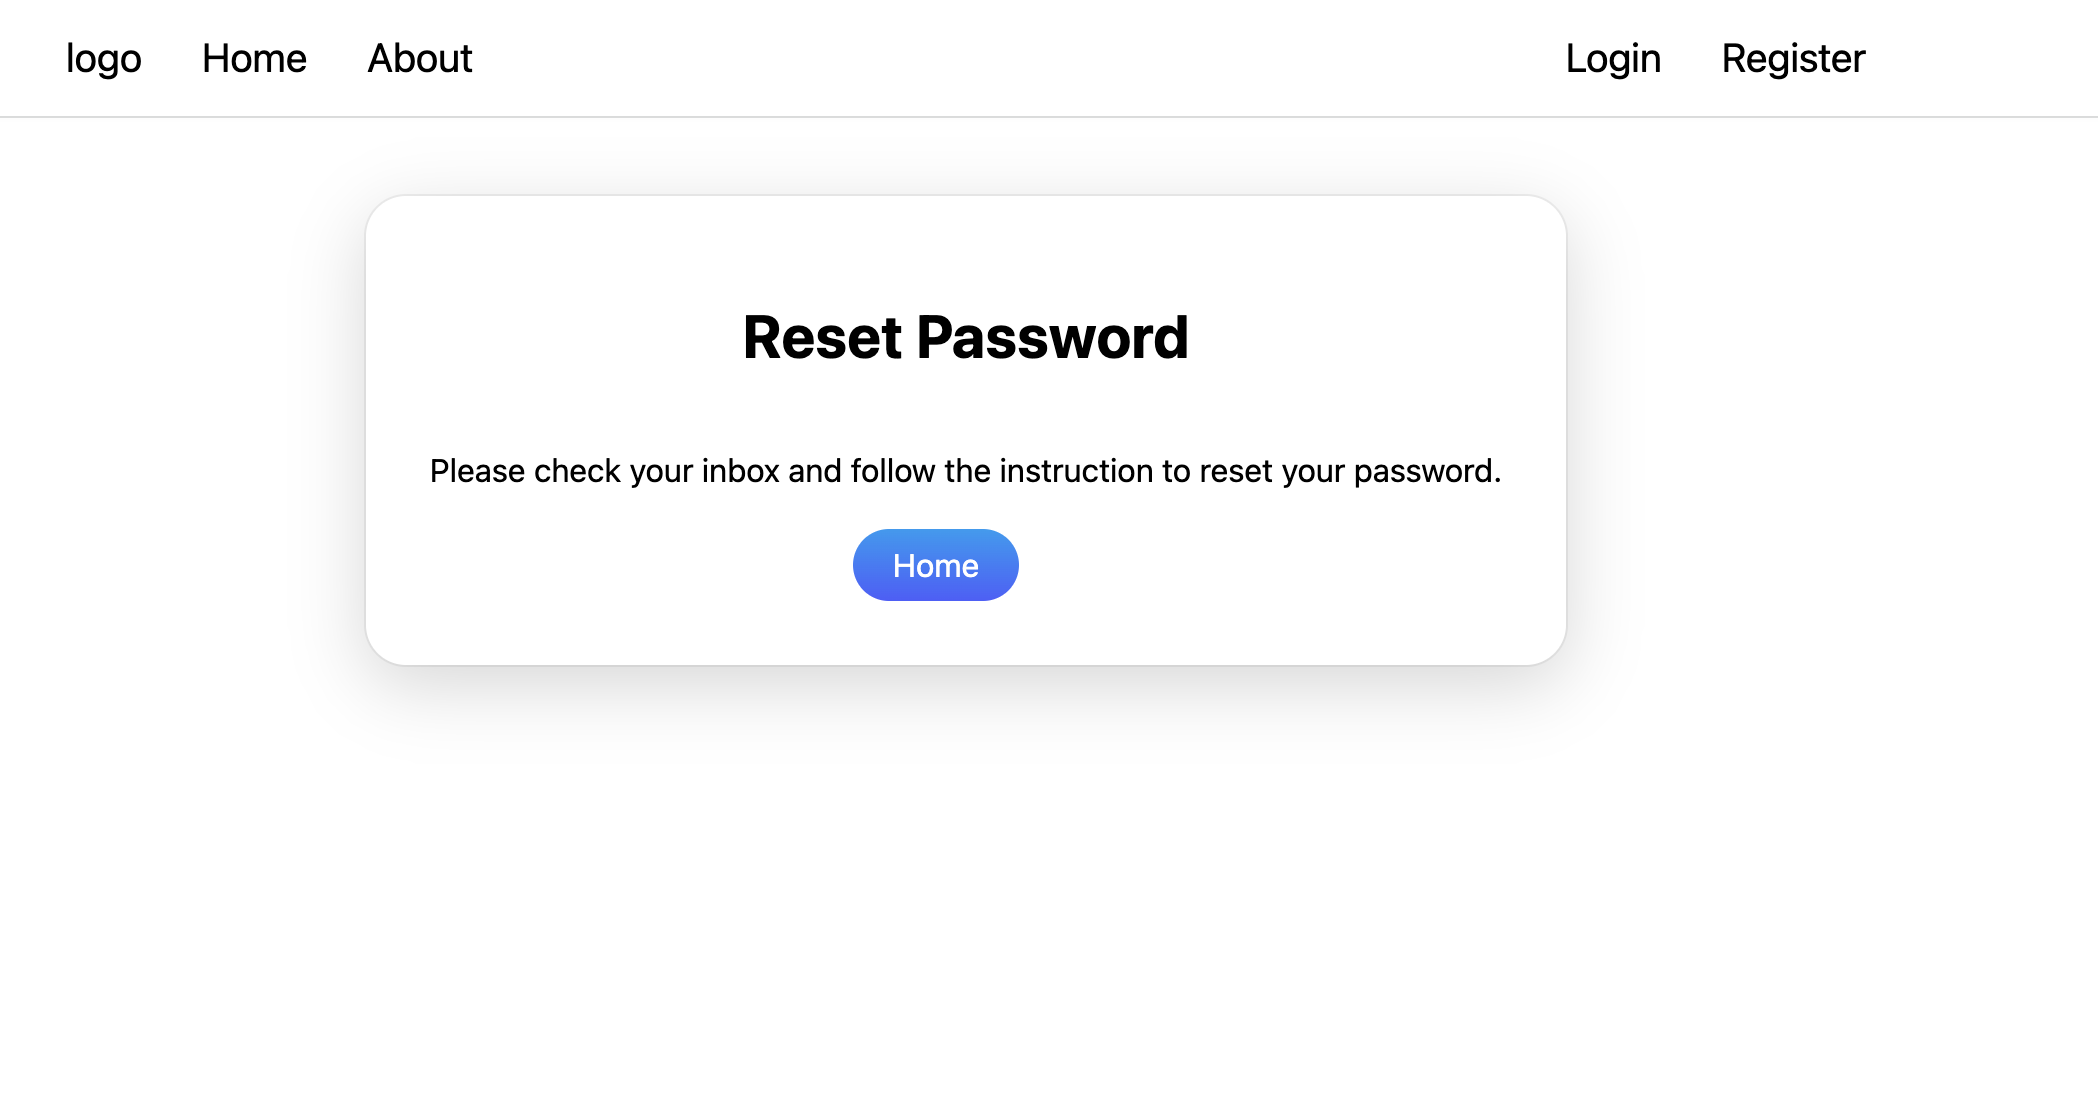 logo Home About Login Register
Reset Password
Please check your inbox and follow the instruction to reset your password.
Home